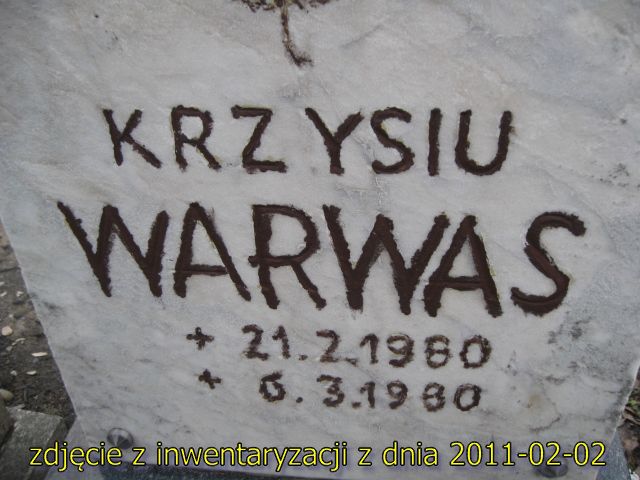 KRZYSIU
WARWAS
+ 21.2.1980
+ 6.3.1980
zdjęcie z inwentaryzacji z dnia 2011-02-02